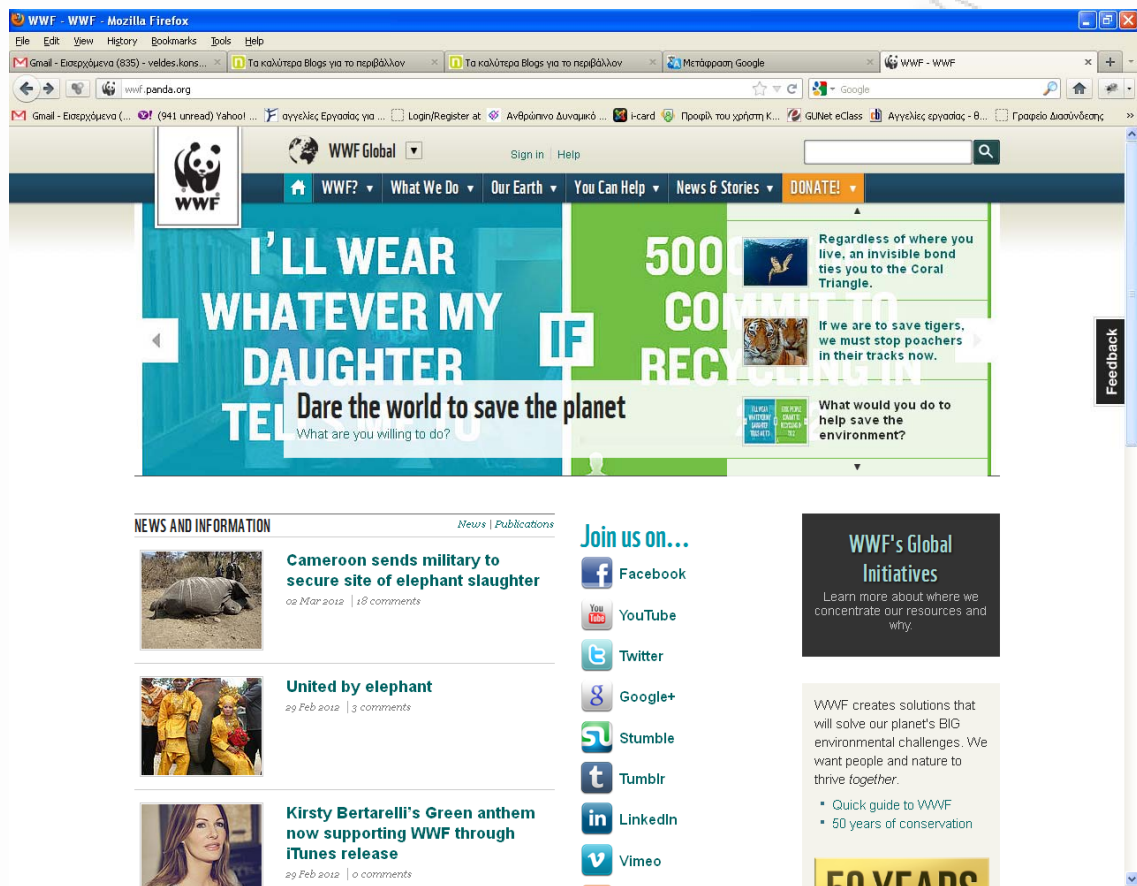 WWF - WWF - Mozilla Firefox
File Edit View History Bookmarks Tools Help
Gmail - Εισερχόμενα (835) - veldes.kons...
Τα καλύτερα Blogs για το περιβάλλον
Τα καλύτερα Blogs για το περιβάλλον
Μετάφραση Google
WWF - WWF
wwf.panda.org
Google
Gmail - Εισερχόμενα (... (941 unread) Yahoo! ... αγγελίες Εργασίας για ... Login/Register at Ανθρώπινο Δυναμικό ... i-card Προφίλ του χρήστη K... GUNet eClass Αγγελίες εργασίας - Θ... Γραφείο Διασύνδεσης
WWF
WWF Global
Sign in | Help
WWF? What We Do Our Earth You Can Help News & Stories DONATE!
I'LL WEAR
WHATEVER MY
DAUGHTER
TELLS ME TO
IF
5000
COMMIT TO
RECYCLING IN
Dare the world to save the planet
What are you willing to do?
Regardless of where you
live, an invisible bond
ties you to the Coral
Triangle.
If we are to save tigers,
we must stop poachers
in their tracks now.
What would you do to
help save the
environment?
Feedback
NEWS AND INFORMATION
News | Publications
Cameroon sends military to
secure site of elephant slaughter
02 Mar 2012 | 18 comments
United by elephant
29 Feb 2012 | 3 comments
Kirsty Bertarelli's Green anthem
now supporting WWF through
iTunes release
29 Feb 2012 | 0 comments
Join us on...
Facebook
YouTube
Twitter
Google+
Stumble
Tumblr
LinkedIn
Vimeo
WWF's Global
Initiatives
Learn more about where we
concentrate our resources and
why.
WWF creates solutions that
will solve our planet's BIG
environmental challenges. We
want people and nature to
thrive together.
Quick guide to WWF
50 years of conservation
50 YEARS